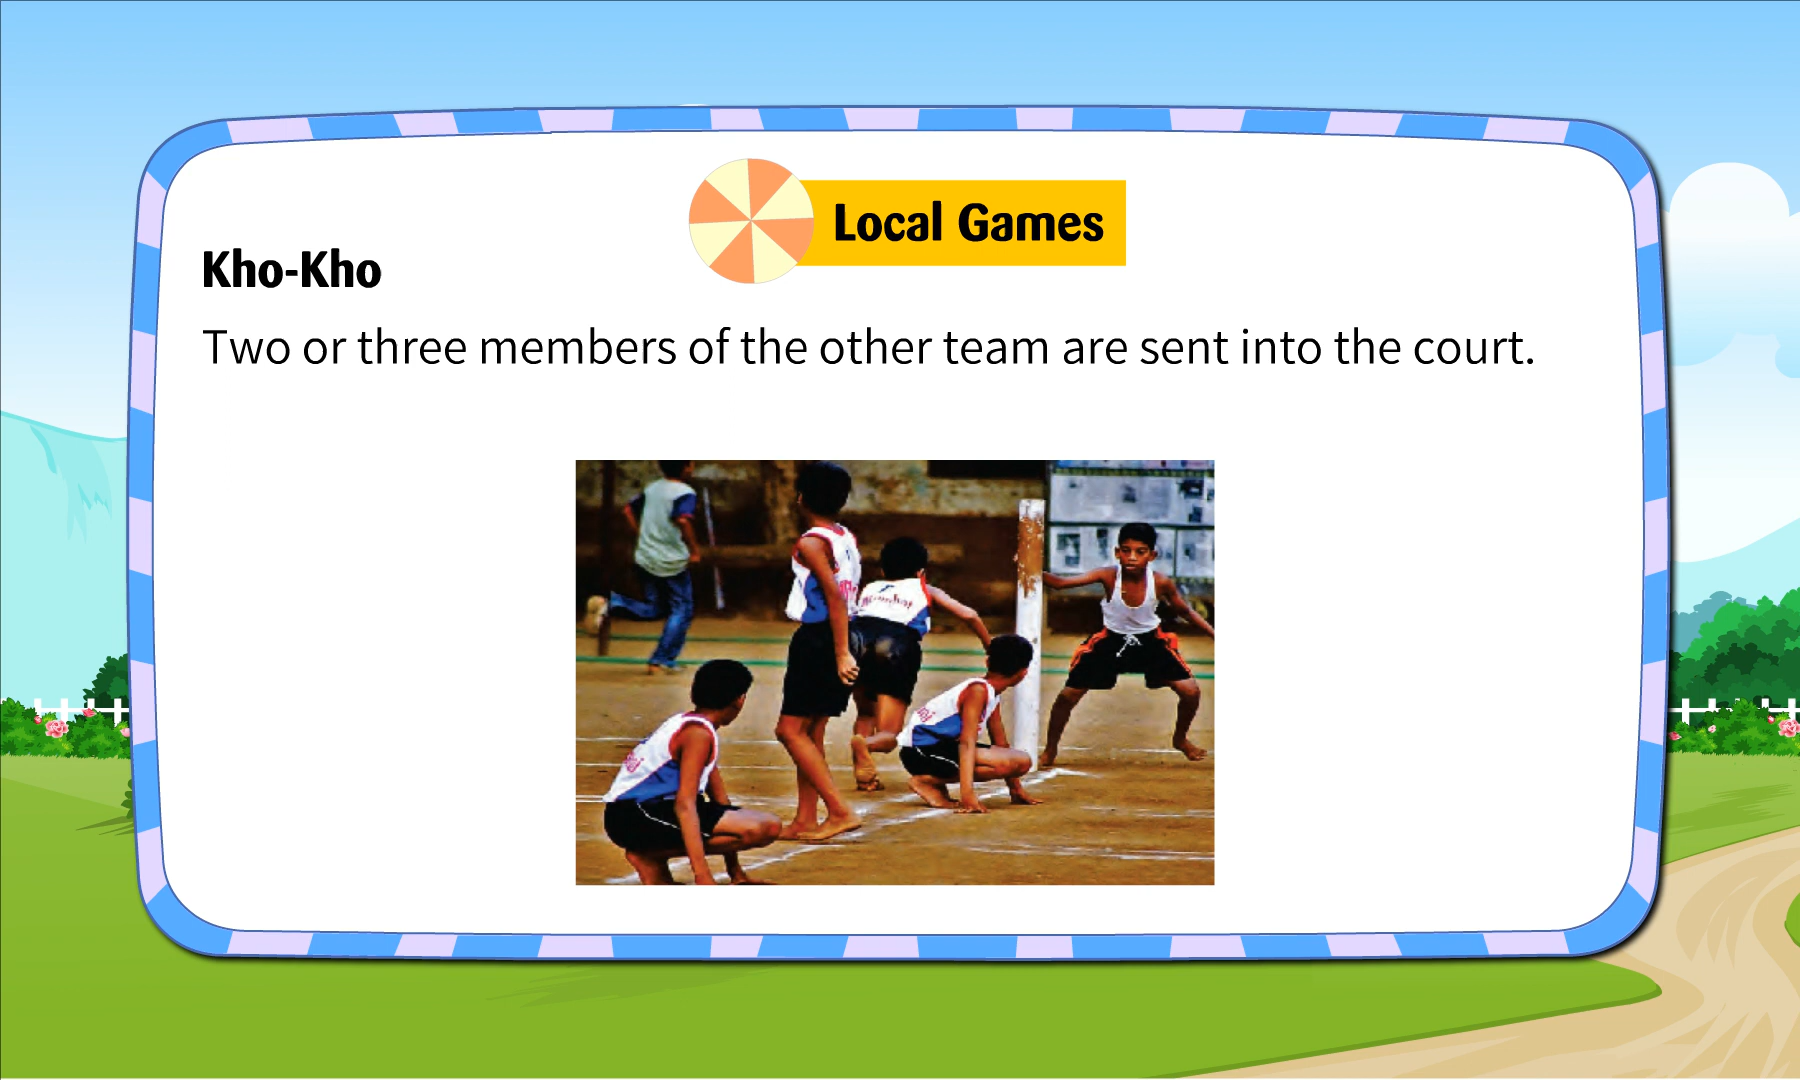 Local Games
Kho-Kho
Two or three members of the other team are sent into the court.